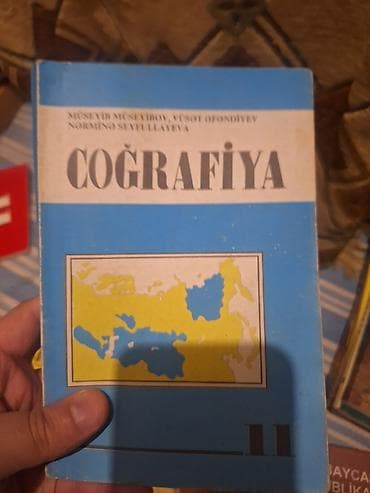 MÜSEYİB MÜSEYİBOV, VÜSƏT ƏFƏNDİYEV
NƏRMİNƏ SEYFULLAYEVA
COĞRAFİYA
11